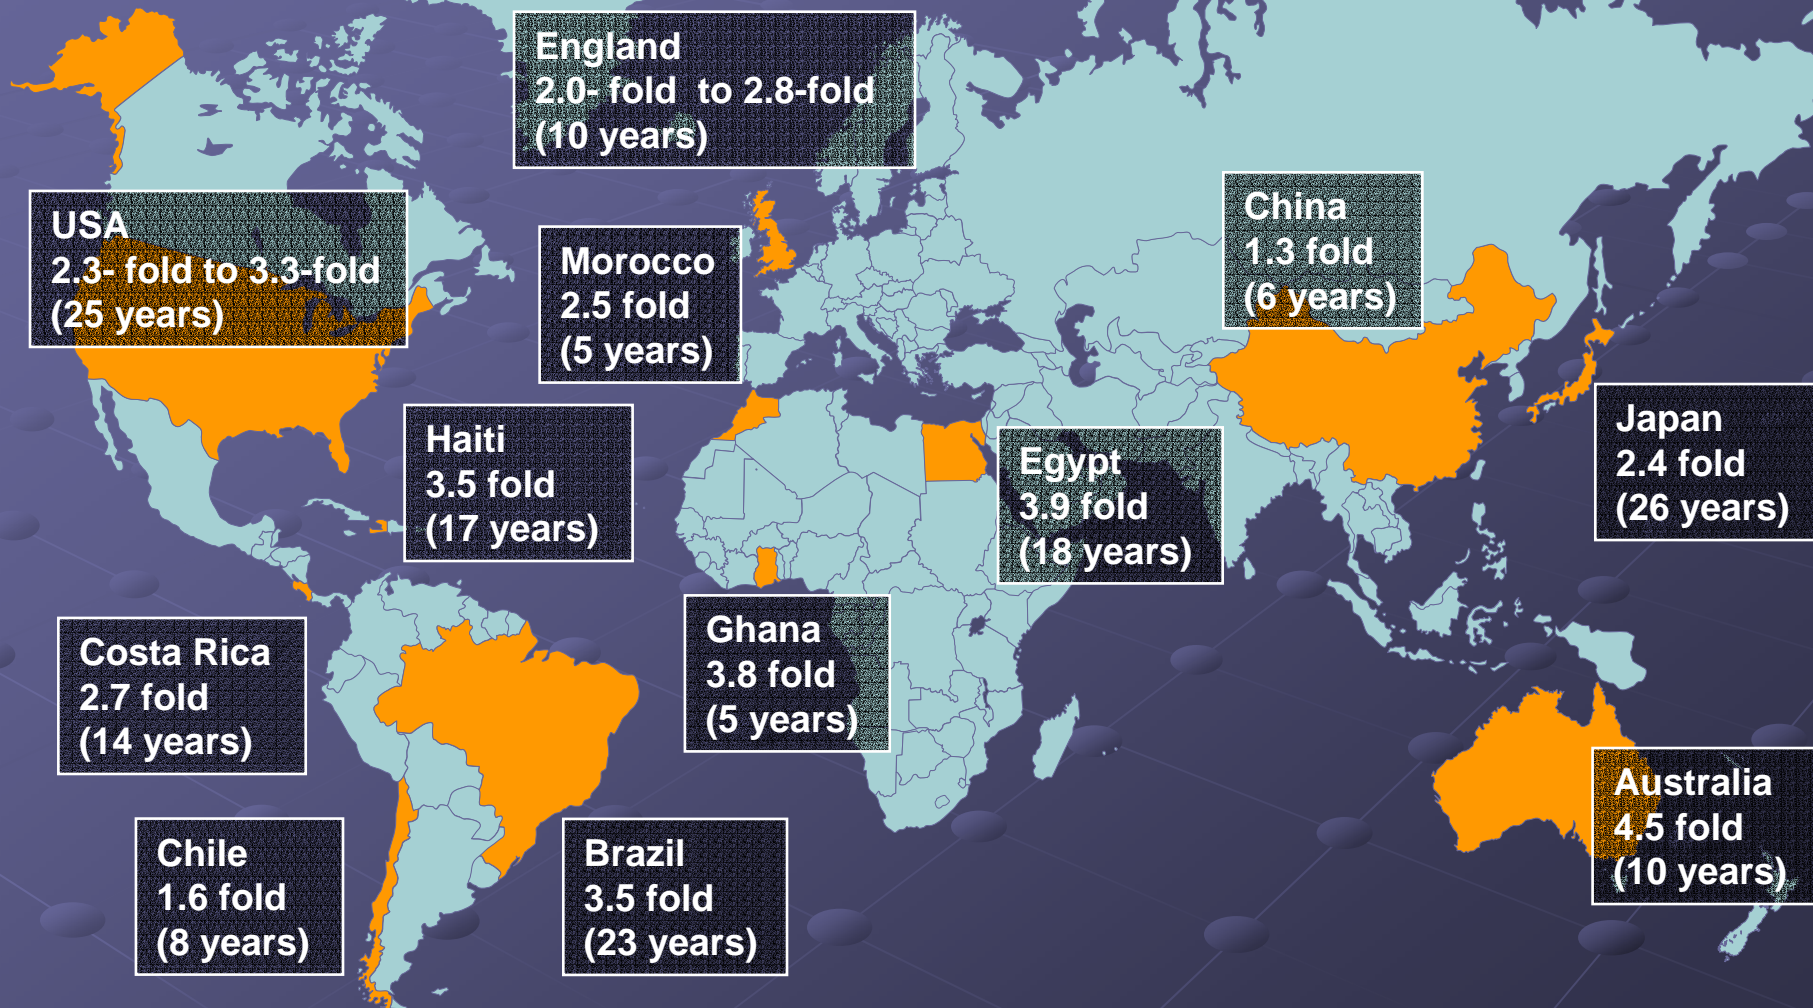 England
2.0- fold  to 2.8-fold
(10 years)
USA
2.3- fold to 3.3-fold
(25 years)
Morocco
2.5 fold
(5 years)
China
1.3 fold
(6 years)
Haiti
3.5 fold
(17 years)
Egypt
3.9 fold
(18 years)
Japan
2.4 fold
(26 years)
Costa Rica
2.7 fold
(14 years)
Ghana
3.8 fold
(5 years)
Australia
4.5 fold
(10 years)
Chile
1.6 fold
(8 years)
Brazil
3.5 fold
(23 years)